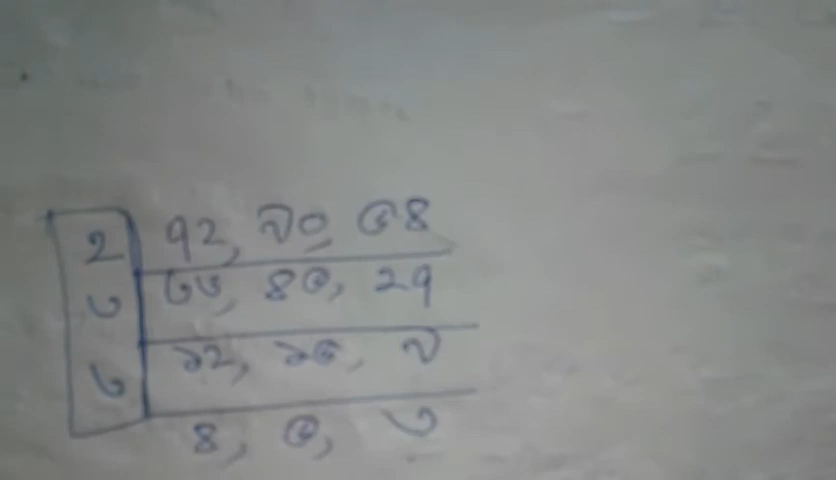 ২ ৭২, ৯০, ৫৪
৩ ৩৬, ৪৫, ২৭
৩ ১২, ১৫, ৯
৪, ৫, ৩